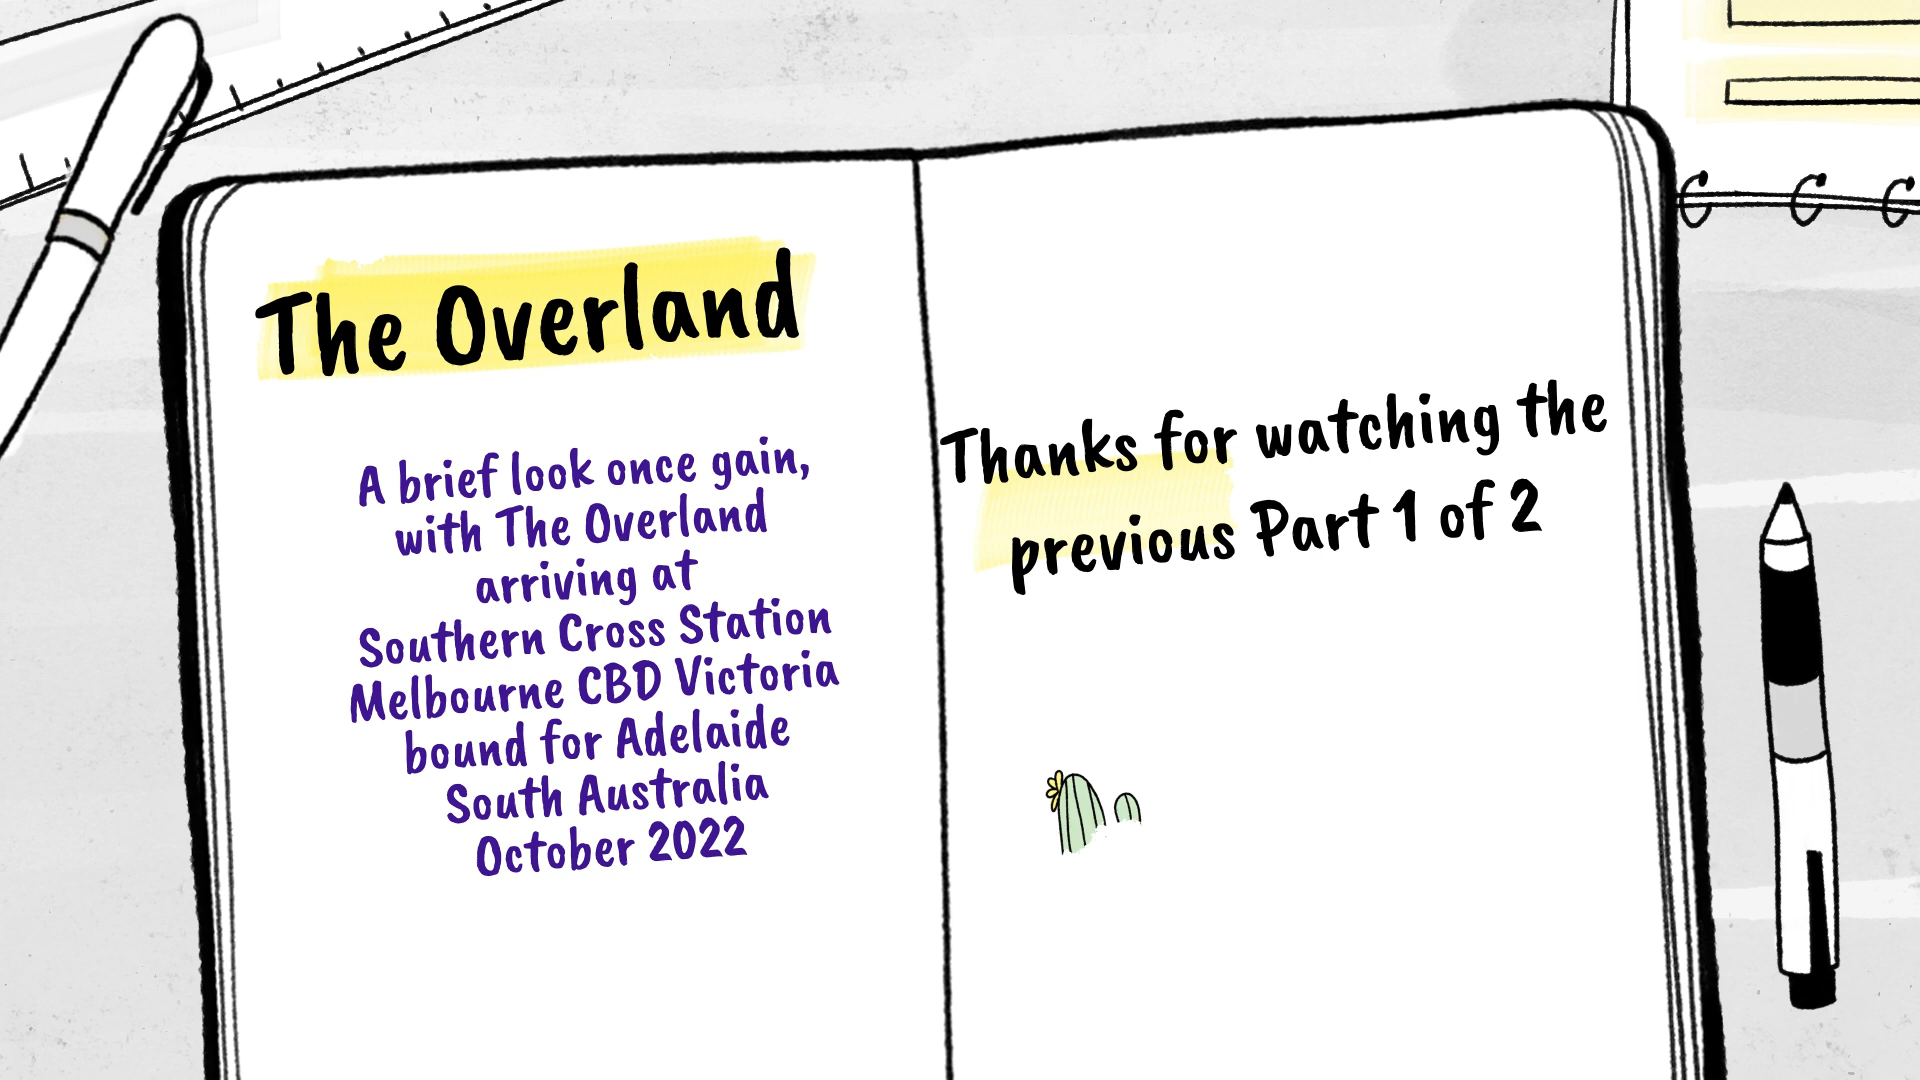 The Overland
A brief look once gain,
with The Overland
arriving at
Southern Cross Station
Melbourne CBD Victoria
bound for Adelaide
South Australia
October 2022
Thanks for watching the
previous Part 1 of 2